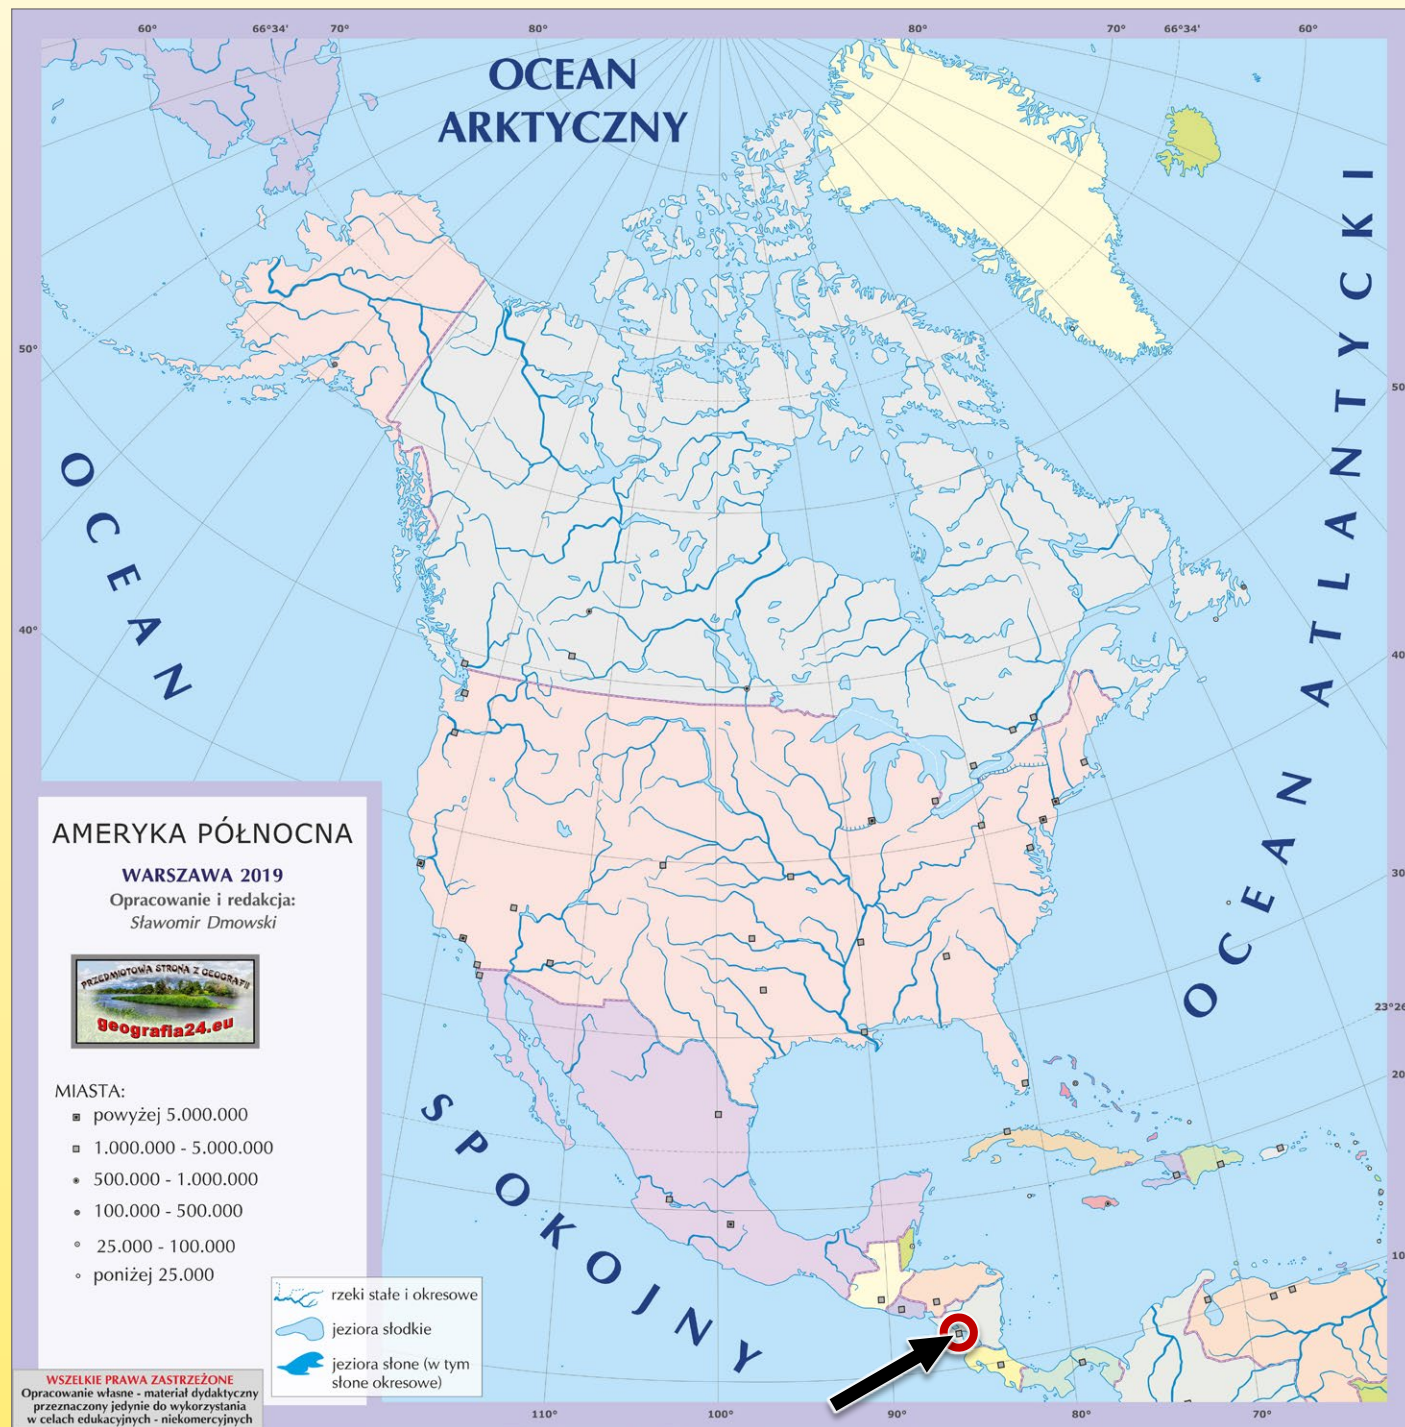 60°
66°34'
70°
80°
80°
70°
66°34'
60°
OCEAN
ARKTYCZNY
50°
40°
OCEAN
SPOKOJNY
OCEAN ATLANTYCKI
50
40
30
23°26
20
10
AMERYKA PÓŁNOCNA
WARSZAWA 2019
Opracowanie i redakcja:
Sławomir Dmowski
PRZEDMIOTOWA STRONA Z GEOGRAFII
geografia24.eu
MIASTA:
powyżej 5.000.000
1.000.000 - 5.000.000
500.000 - 1.000.000
100.000 - 500.000
25.000 - 100.000
poniżej 25.000
rzeki stałe i okresowe
jeziora słodkie
jeziora słone (w tym
słone okresowe)
WSZELKIE PRAWA ZASTRZEŻONE
Opracowanie własne - materiał dydaktyczny
przeznaczony jedynie do wykorzystania
w celach edukacyjnych - niekomercyjnych
110°
100°
90°
80°
70°